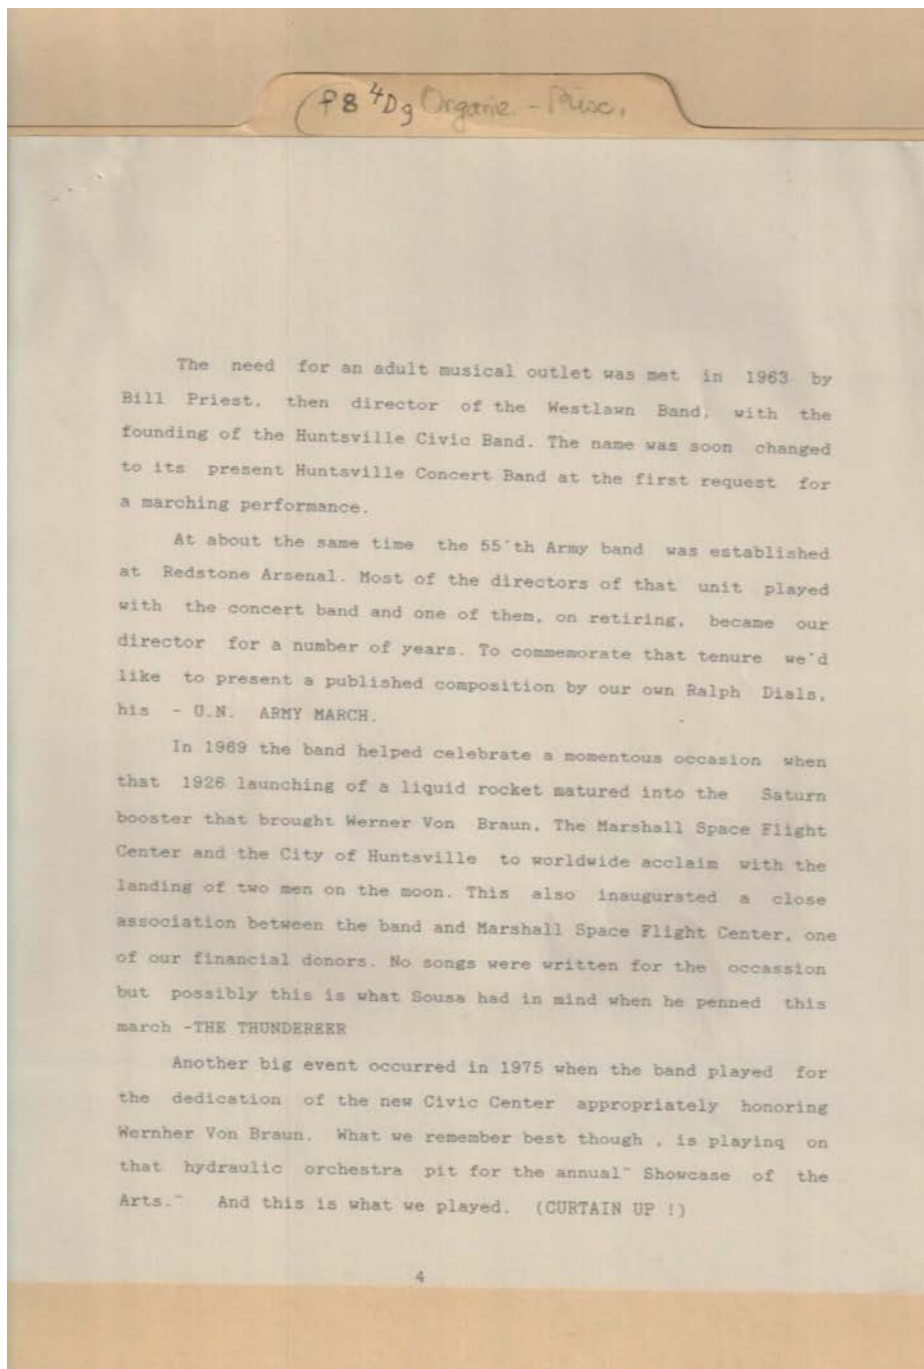 P8 4Dg Organiz. - Misc.
The need for an adult musical outlet was met in 1963 by
Bill Priest, then director of the Westlawn Band, with the
founding of the Huntsville Civic Band. The name was soon changed
to its present Huntsville Concert Band at the first request for
a marching performance.
At about the same time the 55'th Army band was established
at Redstone Arsenal. Most of the directors of that unit played
with the concert band and one of them, on retiring, became our
director for a number of years. To commemorate that tenure we'd
like to present a published composition by our own Ralph Dials,
his - U.N. ARMY MARCH.
In 1969 the band helped celebrate a momentous occasion when
that 1926 launching of a liquid rocket matured into the Saturn
booster that brought Werner Von Braun, The Marshall Space Flight
Center and the City of Huntsville to worldwide acclaim with the
landing of two men on the moon. This also inaugurated a close
association between the band and Marshall Space Flight Center, one
of our financial donors. No songs were written for the occassion
but possibly this is what Sousa had in mind when he penned this
march -THE THUNDEREER
Another big event occurred in 1975 when the band played for
the dedication of the new Civic Center appropriately honoring
Wernher Von Braun. What we remember best though , is playing on
that hydraulic orchestra pit for the annual" Showcase of the
Arts." And this is what we played. (CURTAIN UP !)
4